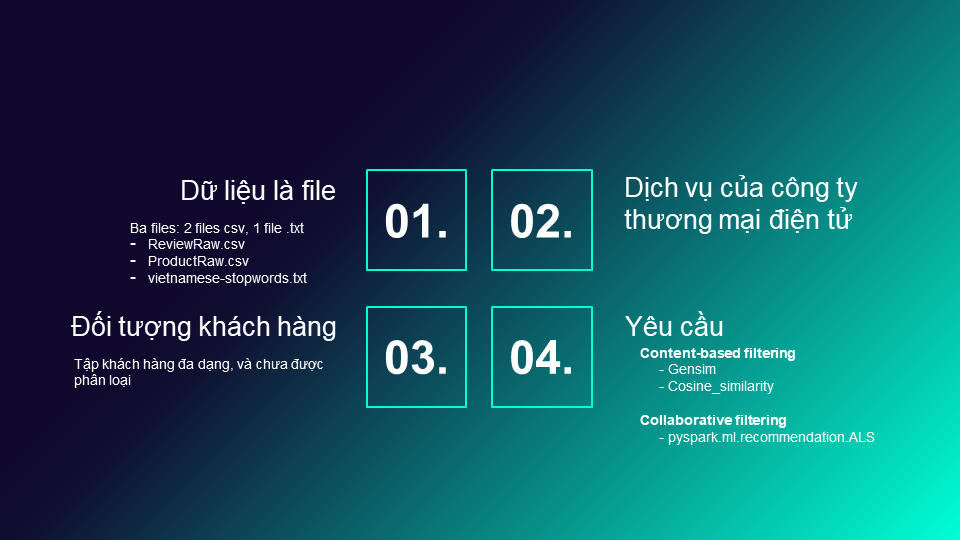 Dữ liệu là file
Ba files: 2 files csv, 1 file .txt
- ReviewRaw.csv
- ProductRaw.csv
- vietnamese-stopwords.txt
01.
02.
Dịch vụ của công ty
thương mại điện tử
Đối tượng khách hàng
Tập khách hàng đa dạng, và chưa được
phân loại
03.
04.
Yêu cầu
Content-based filtering
- Gensim
- Cosine_similarity
Collaborative filtering
- pyspark.ml.recommendation.ALS